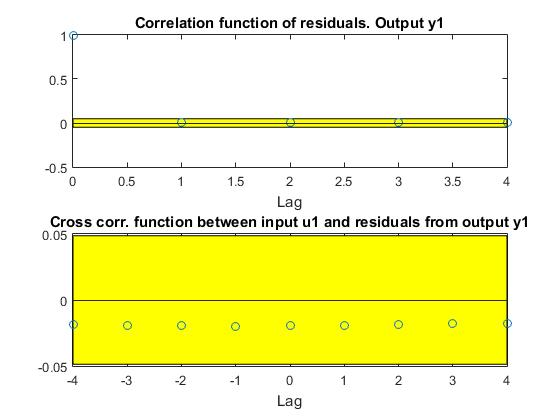 Correlation function of residuals. Output y1
1
0.5
0
-0.5
0 0.5 1 1.5 2 2.5 3 3.5 4
Lag
Cross corr. function between input u1 and residuals from output y1
0.05
0
-0.05
-4 -3 -2 -1 0 1 2 3 4
Lag